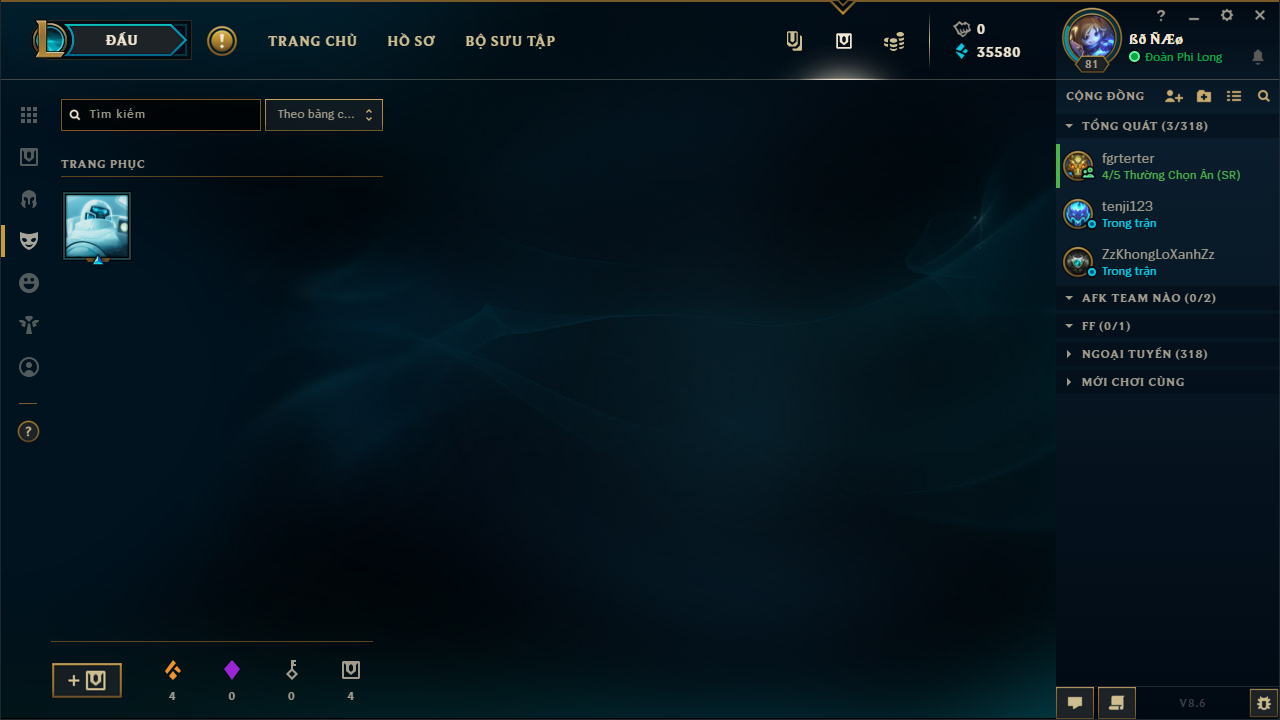 ĐẤU
!
TRANG CHỦ
HỒ SƠ
BỘ SƯU TẬP
0
35580
?
81
ßõ ÑÆø
Đoàn Phi Long
Tìm kiếm
Theo bảng c...
TRANG PHỤC
CỘNG ĐỒNG
TỔNG QUÁT (3/318)
fgrterter
4/5 Thường Chọn Ẩn (SR)
tenji123
Trong trận
ZzKhongLoXanhZz
Trong trận
AFK TEAM NÀO (0/2)
FF (0/1)
NGOẠI TUYẾN (318)
MỚI CHƠI CÙNG
?
+
4
0
0
4
V8.6